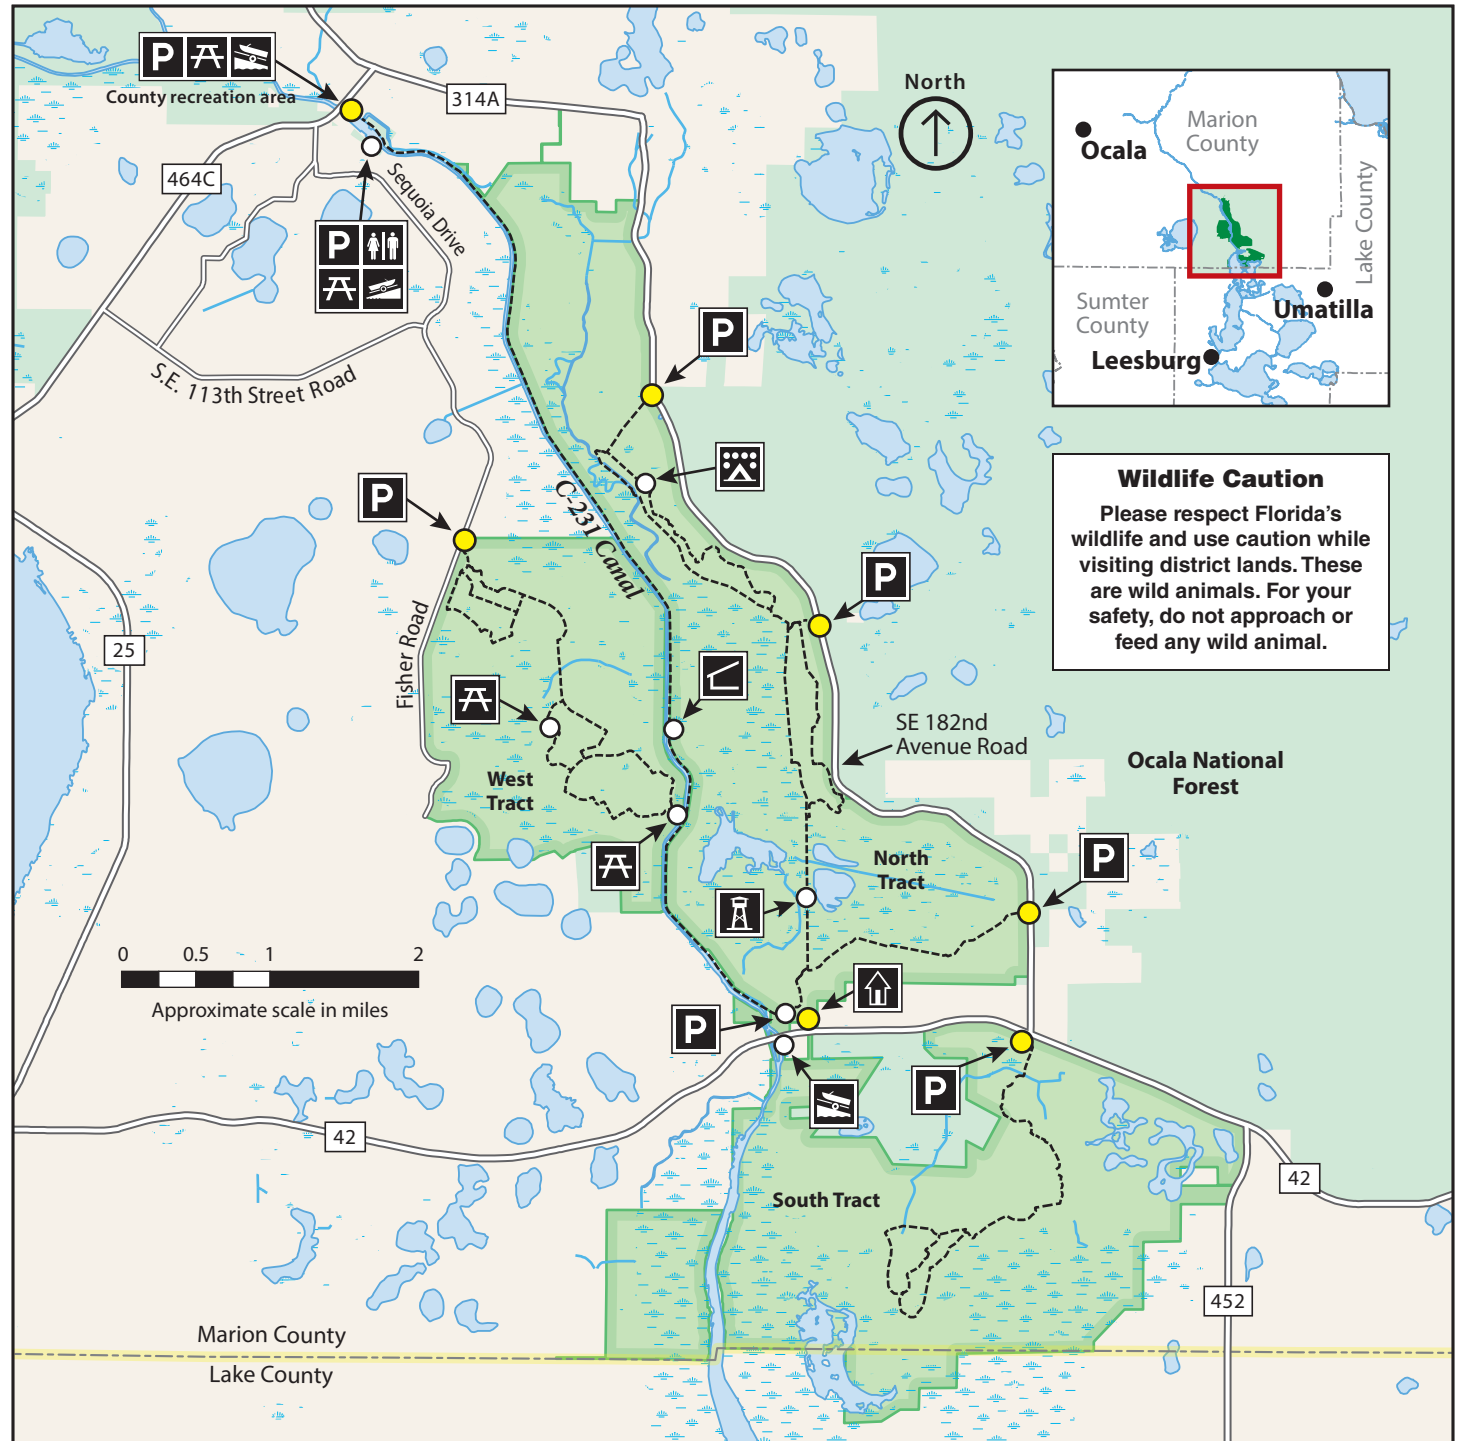 P
County recreation area
314A
North
464C
Sequoia Drive
P
S.E. 113th Street Road
P
P
C-231 Canal
P
25
Fisher Road
SE 182nd
Avenue Road
Ocala National
Forest
West
Tract
North
Tract
P
0 0.5 1 2
Approximate scale in miles
P
P
42
South Tract
42
452
Marion County
Lake County
Ocala
Marion
County
Lake County
Sumter
County
Umatilla
Leesburg
Wildlife Caution
Please respect Florida's
wildlife and use caution while
visiting district lands. These
are wild animals. For your
safety, do not approach or
feed any wild animal.